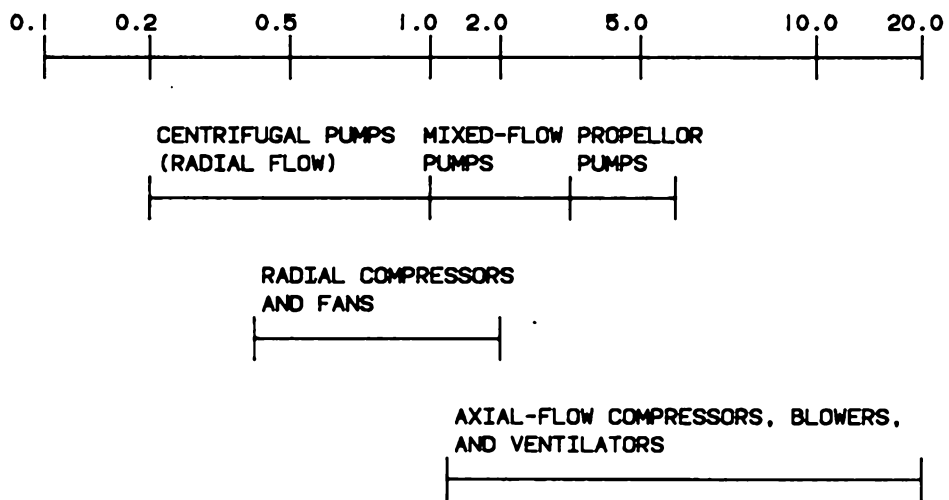 0.1 0.2 0.5 1.0 2.0 5.0 10.0 20.0
CENTRIFUGAL PUMPS
(RADIAL FLOW)
MIXED-FLOW
PUMPS
PROPELLOR
PUMPS
RADIAL COMPRESSORS
AND FANS
AXIAL-FLOW COMPRESSORS, BLOWERS,
AND VENTILATORS